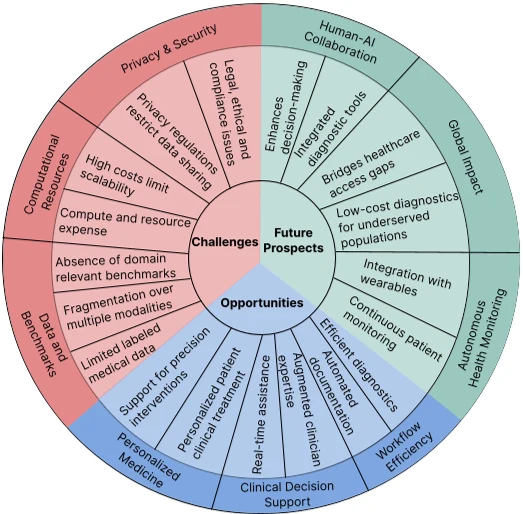 Privacy & Security
Legal, ethical and
compliance issues
Privacy regulations
restrict data sharing
Computational
Resources
High costs limit
scalability
Compute and resource
expense
Data and
Benchmarks
Absence of domain
relevant benchmarks
Fragmentation over
multiple modalities
Limited labeled
medical data
Challenges
Human-AI
Collaboration
Enhances
decision-making
Integrated
diagnostic tools
Global Impact
Bridges healthcare
access gaps
Low-cost diagnostics
for underserved
populations
Autonomous
Health Monitoring
Integration with
wearables
Continuous patient
monitoring
Future
Prospects
Opportunities
Personalized
Medicine
Support for precision
interventions
Personalized patient
clinical treatment
Clinical Decision
Support
Real-time assistance
Augmented clinician
expertise
Workflow
Efficiency
Automated
documentation
Efficient diagnostics